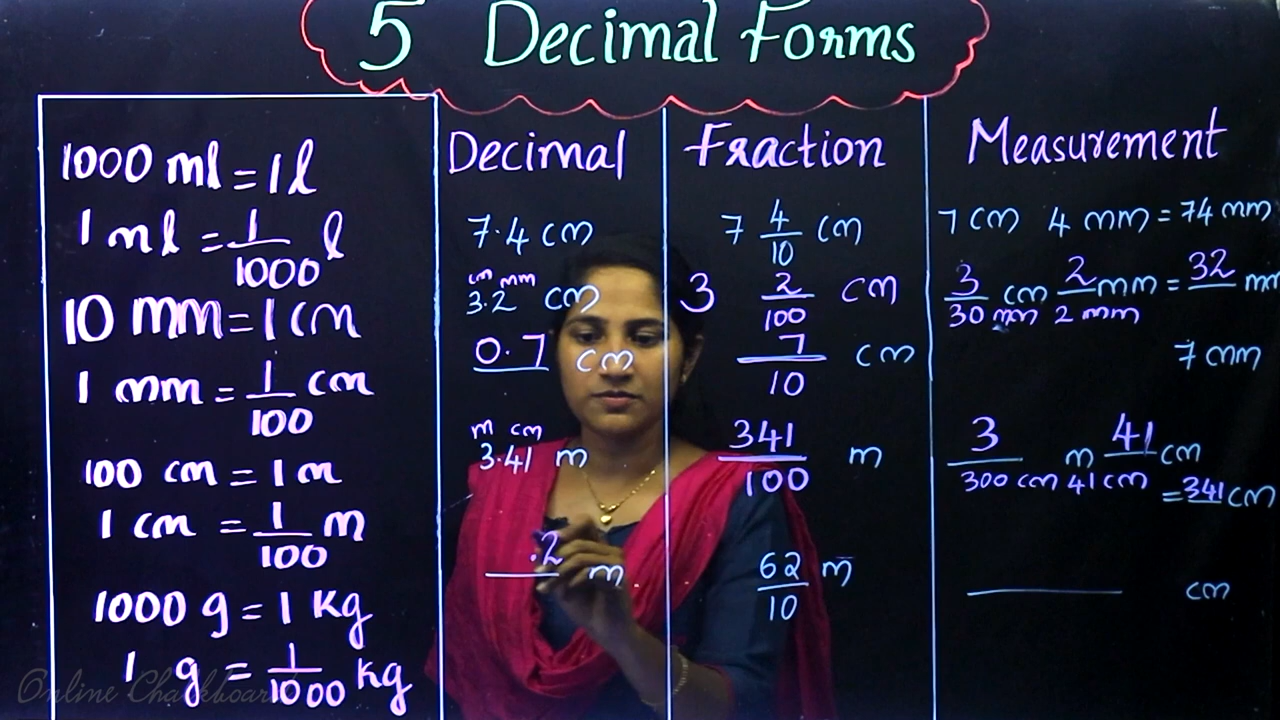 5 Decimal Forms
1000 ml = 1 l
1 ml = 1/1000 l
10 mm = 1 cm
1 mm = 1/100 cm
100 cm = 1 m
1 cm = 1/100 m
1000 g = 1 Kg
1 g = 1/1000 kg
Online Chalkboard
Decimal
7.4 cm
cm mm
3.2 cm
0.7 cm
m cm
3.41 m
.2 m
Fraction
7 4/10 cm
3 2/100 cm
7/10 cm
341/100 m
62/10 m
Measurement
7 cm 4 mm = 74 mm
3 cm 2 mm = 32 mm
30 mm 2 mm
7 mm
3 m 41 cm
300 cm 41 cm = 341 cm
cm